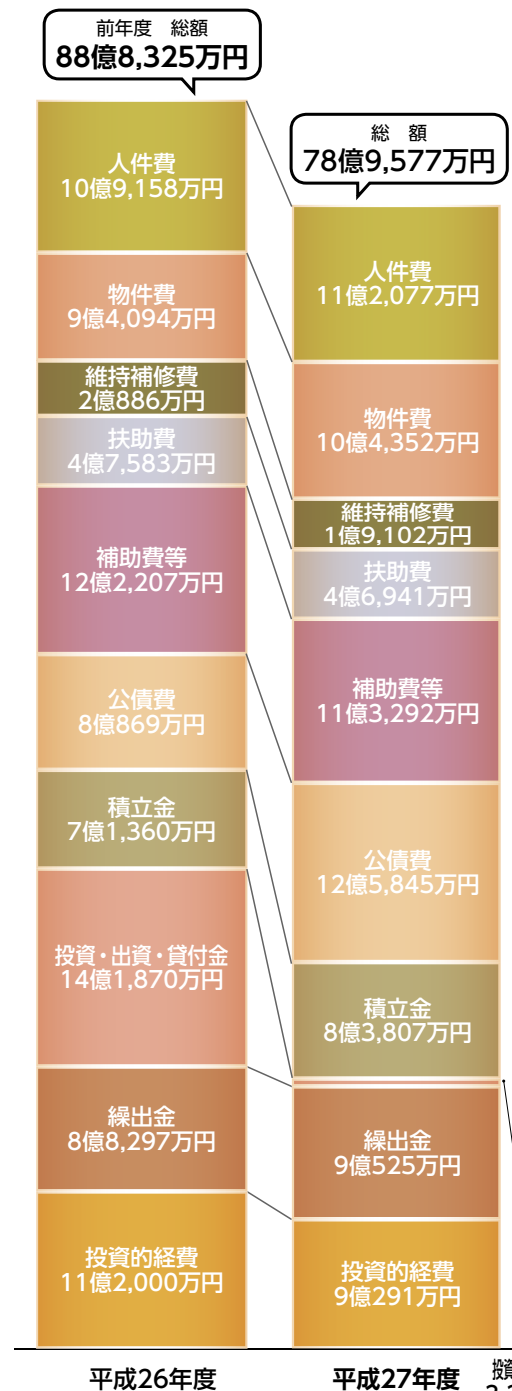 前年度 総額
88億8,325万円
人件費
10億9,158万円
物件費
9億4,094万円
維持補修費
2億886万円
扶助費
4億7,583万円
補助費等
12億2,207万円
公債費
8億869万円
積立金
7億1,360万円
投資・出資・貸付金
14億1,870万円
繰出金
8億8,297万円
投資的経費
11億2,000万円
平成26年度
総 額
78億9,577万円
人件費
11億2,077万円
物件費
10億4,352万円
維持補修費
1億9,102万円
扶助費
4億6,941万円
補助費等
11億3,292万円
公債費
12億5,845万円
積立金
8億3,807万円
繰出金
9億525万円
投資的経費
9億291万円
平成27年度